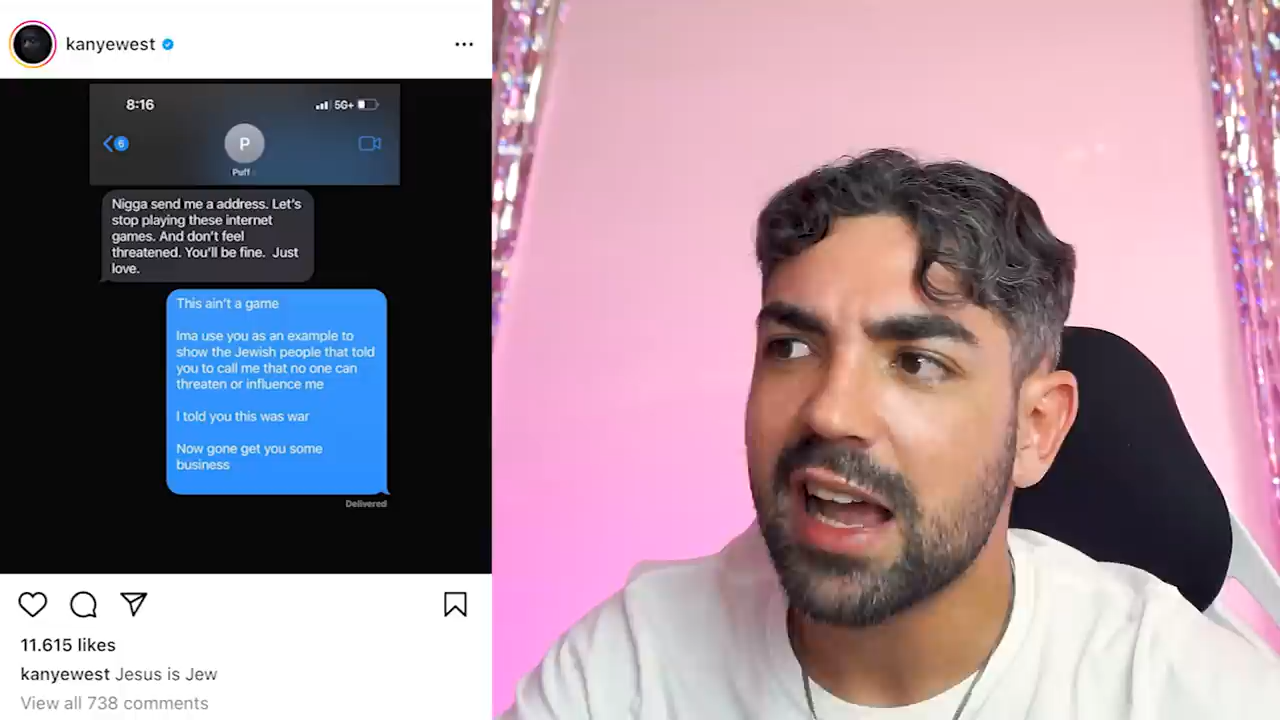 kanyewest
8:16
5G+
6
P
Puff
Nigga send me a address. Let's
stop playing these internet
games. And don't feel
threatened. You'll be fine.  Just
love.
This ain't a game
Ima use you as an example to
show the Jewish people that told
you to call me that no one can
threaten or influence me
I told you this was war
Now gone get you some
business
Delivered
11.615 likes
kanyewest Jesus is Jew
View all 738 comments